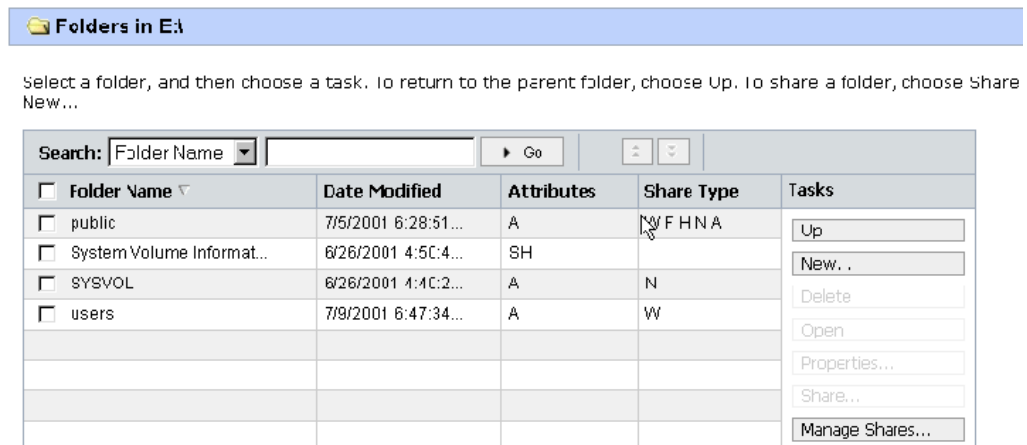 Folders in E:\
Select a folder, and then choose a task. To return to the parent folder, choose Up. To share a folder, choose Share
New...
Search: Folder Name Go
Folder Name Date Modified Attributes Share Type Tasks
public 7/5/2001 6:28:51... A W F H N A
Up
System Volume Informat... 6/26/2001 4:50:4... SH
New...
SYSVOL 6/26/2001 4:40:2... A N
Delete
users 7/9/2001 6:47:34... A W
Open
Properties...
Share...
Manage Shares...